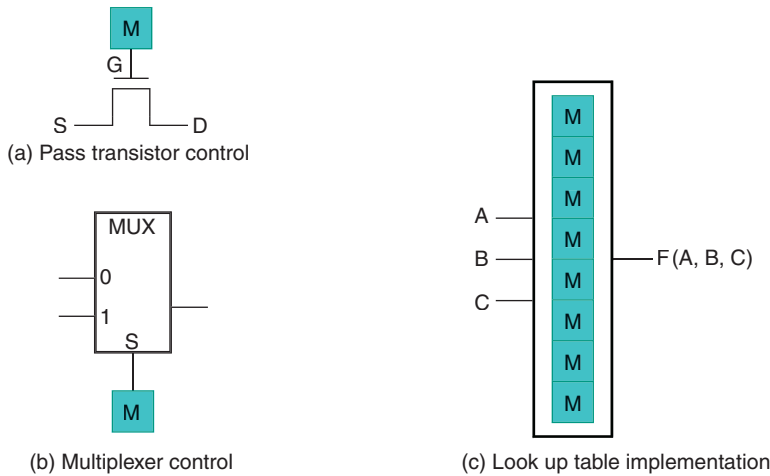 M
G
S
D
(a) Pass transistor control
MUX
0
1
S
M
(b) Multiplexer control
M
M
M
M
M
M
M
M
A
B
C
F(A, B, C)
(c) Look up table implementation